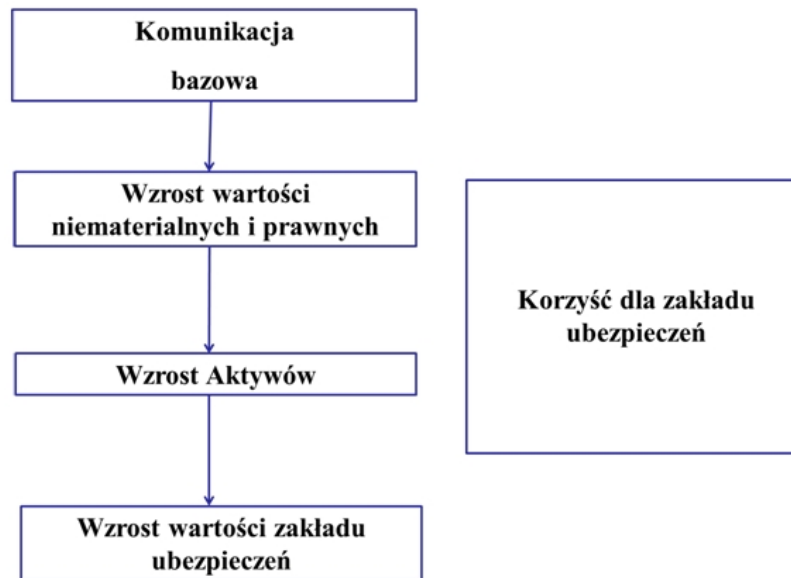 Komunikacja
bazowa
Wzrost wartości
niematerialnych i prawnych
Wzrost Aktywów
Wzrost wartości zakładu
ubezpieczeń
Korzyść dla zakładu
ubezpieczeń